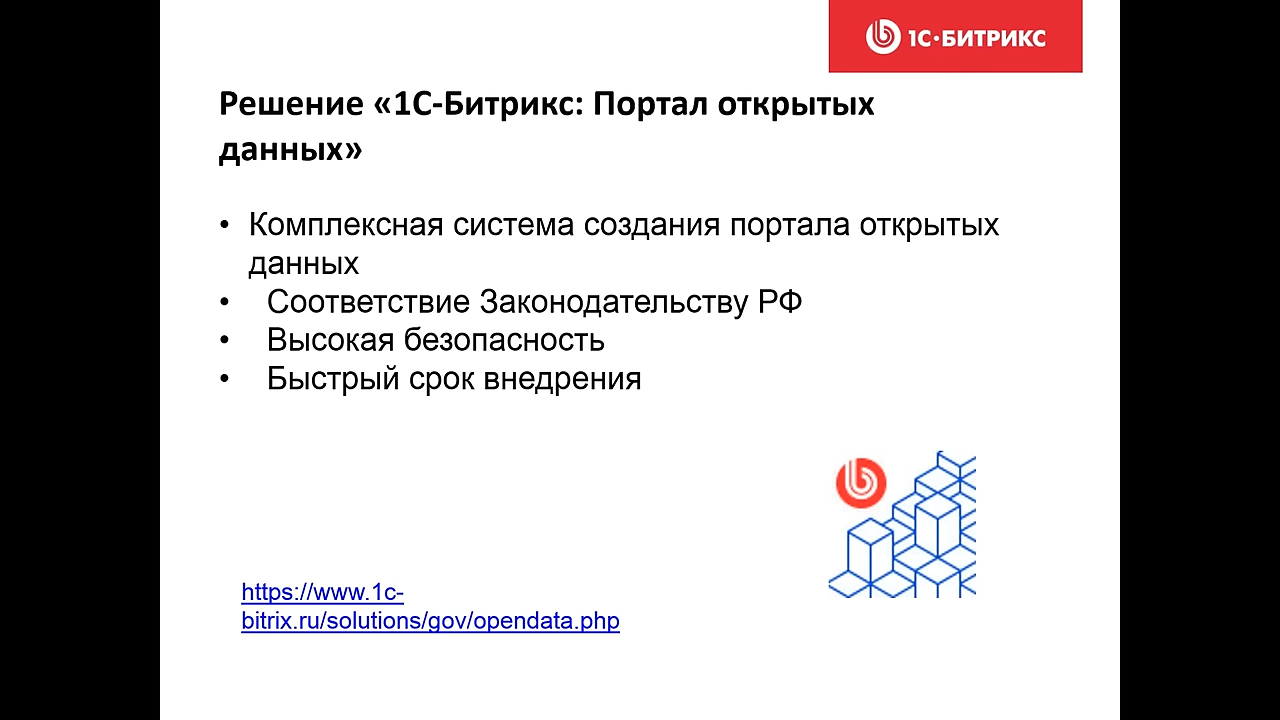 1С·БИТРИКС
Решение «1С-Битрикс: Портал открытых
данных»
• Комплексная система создания портала открытых
данных
• Соответствие Законодательству РФ
• Высокая безопасность
• Быстрый срок внедрения
https://www.1c-
bitrix.ru/solutions/gov/opendata.php